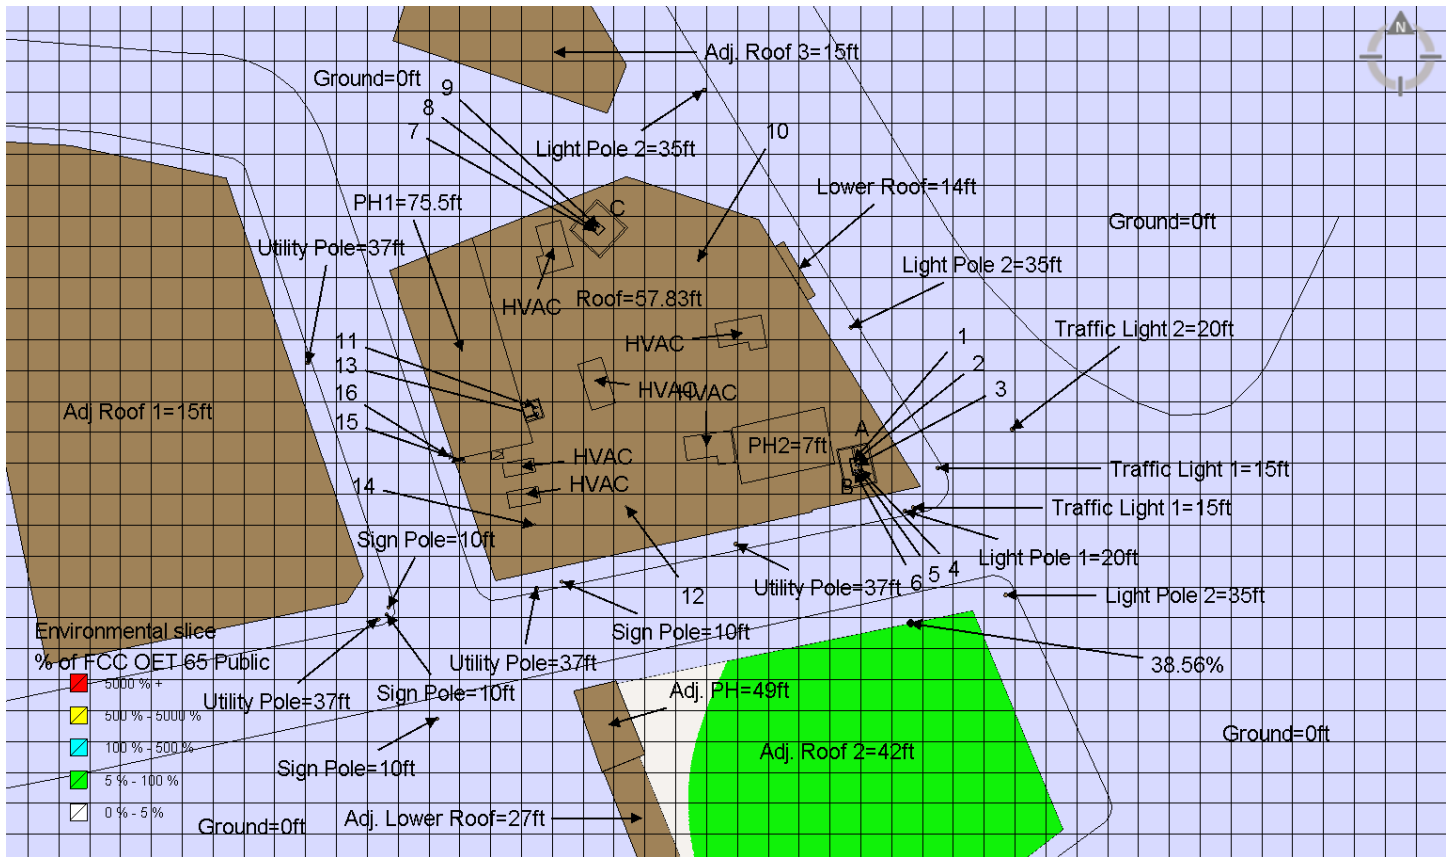 N
Adj. Roof 3=15ft
Ground=0ft
9
8
7
Light Pole 2=35ft
10
Lower Roof=14ft
PH1=75.5ft
C
Ground=0ft
Utility Pole=37ft
Light Pole 2=35ft
HVAC
Roof=57.83ft
Traffic Light 2=20ft
11
HVAC
1
13
2
16
HVAC
HVAC
3
Adj Roof 1=15ft
15
A
PH2=7ft
HVAC
Traffic Light 1=15ft
14
HVAC
B
Traffic Light 1=15ft
Sign Pole=10ft
Light Pole 1=20ft
12
Utility Pole=37ft
6
5
4
Light Pole 2=35ft
Environmental slice
Sign Pole=10ft
% of FCC OET 65 Public
Utility Pole=37ft
38.56%
5000 % +
Utility Pole=37ft
Sign Pole=10ft
Adj. PH=49ft
500 % - 5000 %
Ground=0ft
100 % - 500 %
Adj. Roof 2=42ft
Sign Pole=10ft
5 % - 100 %
0 % - 5 %
Ground=0ft
Adj. Lower Roof=27ft